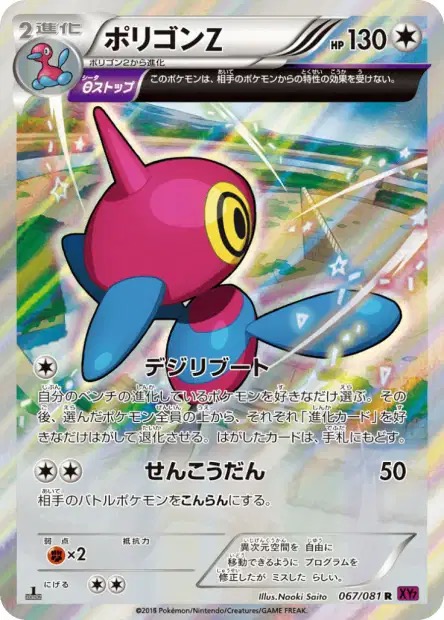 2進化
ポリゴンZ
HP 130
ポリゴン2から進化
θストップ
このポケモンは、相手のポケモンからの特性の効果を受けない。
デジリブート
自分のベンチの進化しているポケモンを好きなだけ選ぶ。その
後、選んだポケモン全員の上から、それぞれ「進化カード」を好
きなだけはがして退化させる。はがしたカードは、手札にもどす。
せんこうだん 50
相手のバトルポケモンをこんらんにする。
弱点 抵抗力
×2
にげる
異次元空間を 自由に
移動できるように プログラムを
修正したが ミスした らしい。
Illus.Naoki Saito 067/081 R XY7
©2015 Pokémon/Nintendo/Creatures/GAME FREAK.